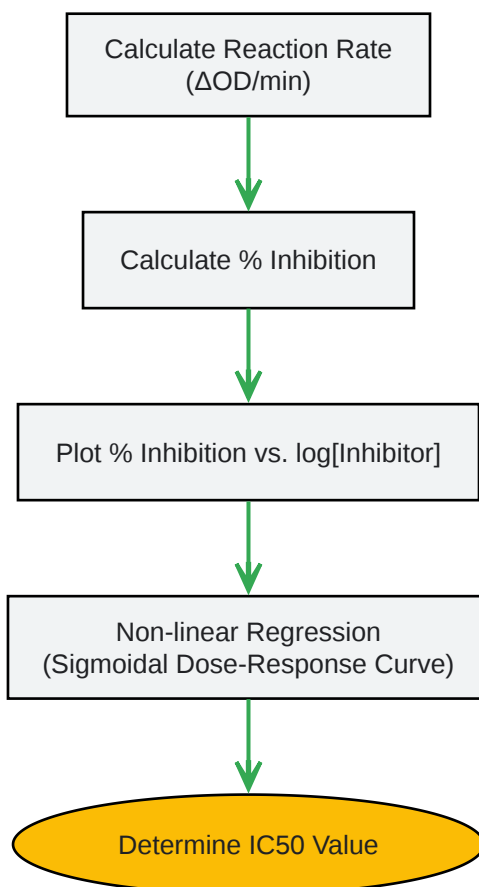 Calculate Reaction Rate
(ΔOD/min)
Calculate % Inhibition
Plot % Inhibition vs. log[Inhibitor]
Non-linear Regression
(Sigmoidal Dose-Response Curve)
Determine IC50 Value